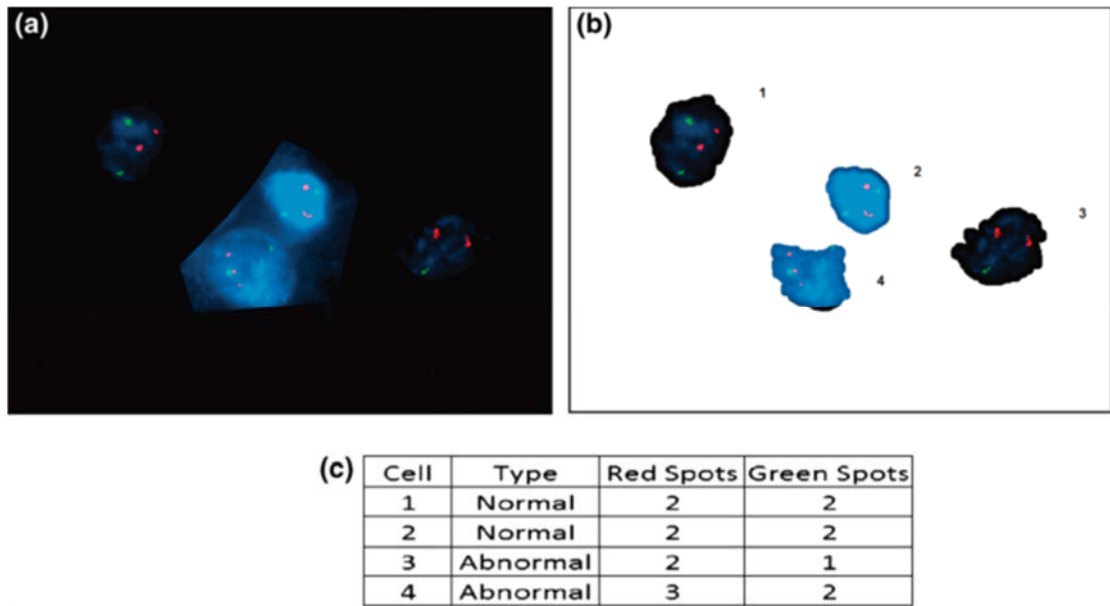 (a)
(b)
1
2
3
4
(c)
Cell Type Red Spots Green Spots
1 Normal 2 2
2 Normal 2 2
3 Abnormal 2 1
4 Abnormal 3 2